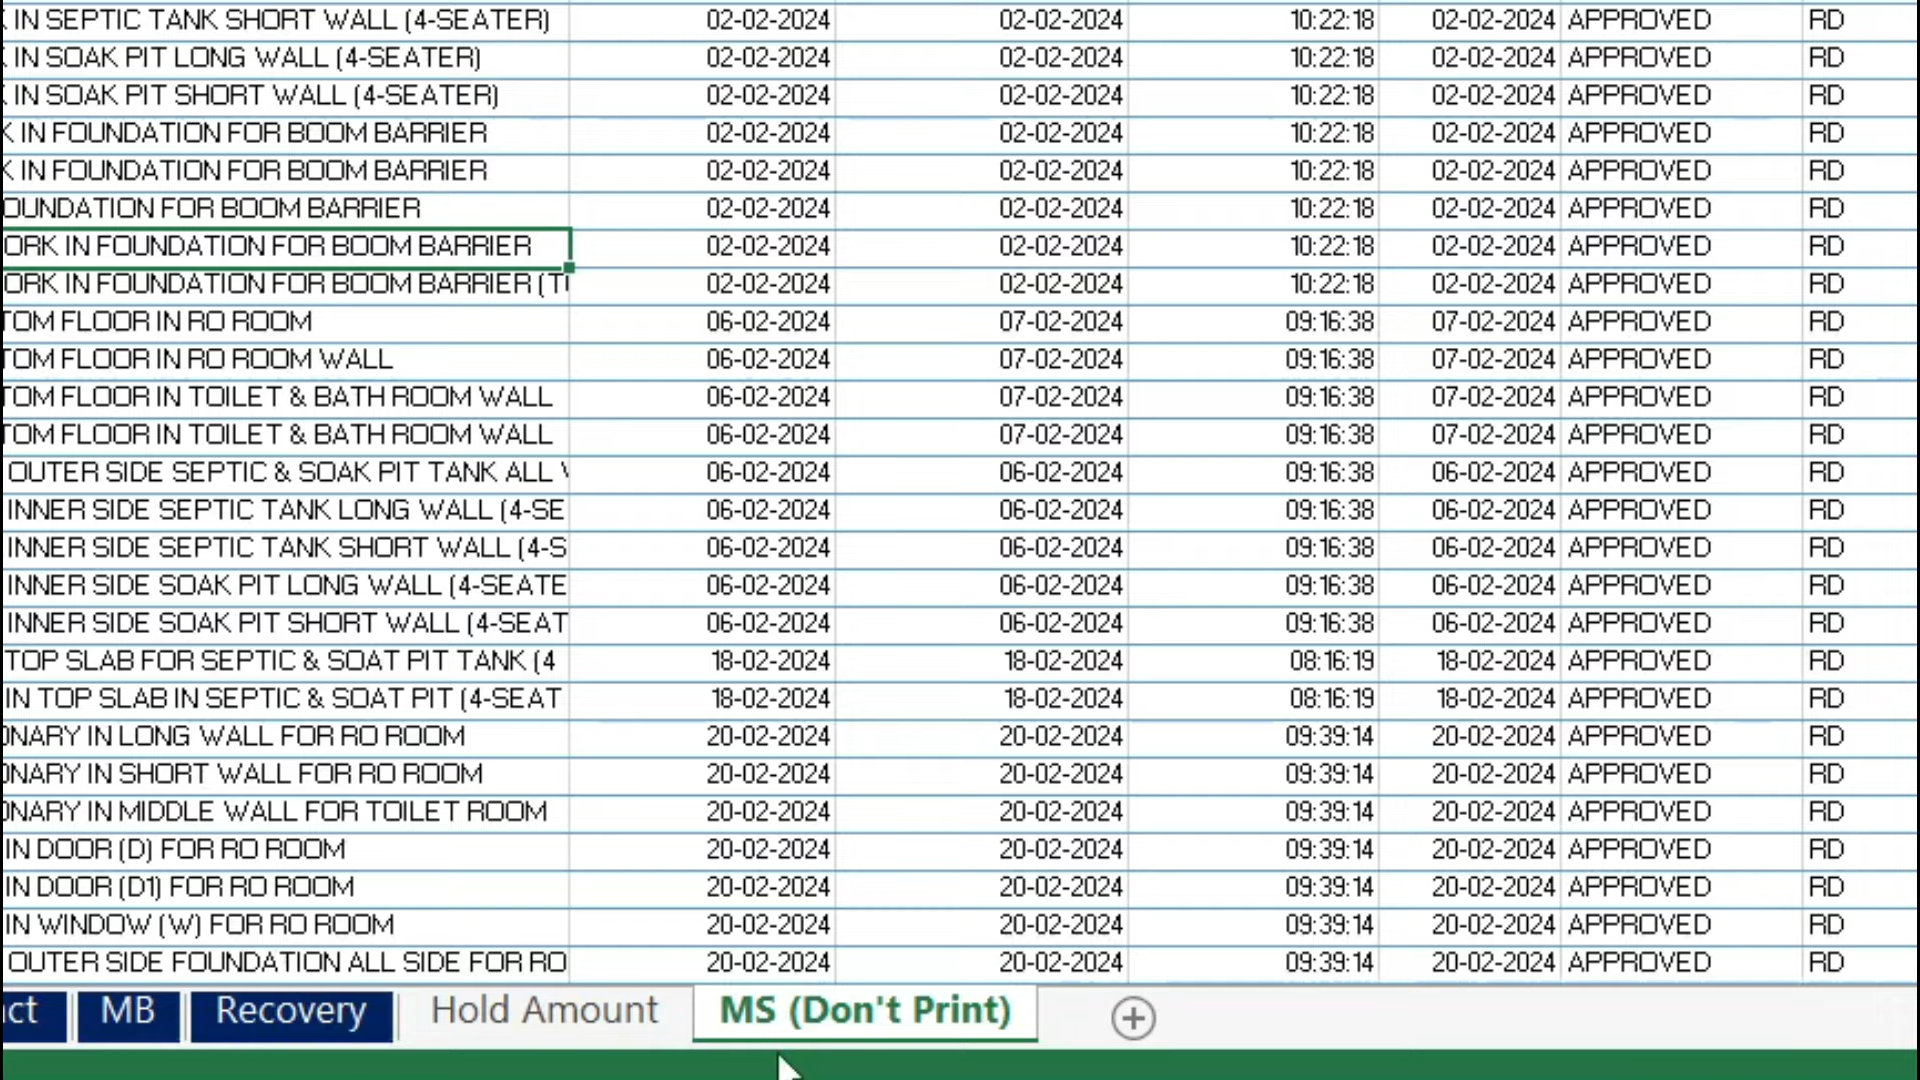 IN SEPTIC TANK SHORT WALL (4-SEATER) 02-02-2024 02-02-2024 10:22:18 02-02-2024 APPROVED RD
IN SOAK PIT LONG WALL (4-SEATER) 02-02-2024 02-02-2024 10:22:18 02-02-2024 APPROVED RD
IN SOAK PIT SHORT WALL (4-SEATER) 02-02-2024 02-02-2024 10:22:18 02-02-2024 APPROVED RD
K IN FOUNDATION FOR BOOM BARRIER 02-02-2024 02-02-2024 10:22:18 02-02-2024 APPROVED RD
K IN FOUNDATION FOR BOOM BARRIER 02-02-2024 02-02-2024 10:22:18 02-02-2024 APPROVED RD
OUNDATION FOR BOOM BARRIER 02-02-2024 02-02-2024 10:22:18 02-02-2024 APPROVED RD
ORK IN FOUNDATION FOR BOOM BARRIER 02-02-2024 02-02-2024 10:22:18 02-02-2024 APPROVED RD
ORK IN FOUNDATION FOR BOOM BARRIER (T 02-02-2024 02-02-2024 10:22:18 02-02-2024 APPROVED RD
TOM FLOOR IN RO ROOM 06-02-2024 07-02-2024 09:16:38 07-02-2024 APPROVED RD
TOM FLOOR IN RO ROOM WALL 06-02-2024 07-02-2024 09:16:38 07-02-2024 APPROVED RD
TOM FLOOR IN TOILET & BATH ROOM WALL 06-02-2024 07-02-2024 09:16:38 07-02-2024 APPROVED RD
TOM FLOOR IN TOILET & BATH ROOM WALL 06-02-2024 07-02-2024 09:16:38 07-02-2024 APPROVED RD
OUTER SIDE SEPTIC & SOAK PIT TANK ALL 06-02-2024 06-02-2024 09:16:38 06-02-2024 APPROVED RD
INNER SIDE SEPTIC TANK LONG WALL (4-SE 06-02-2024 06-02-2024 09:16:38 06-02-2024 APPROVED RD
INNER SIDE SEPTIC TANK SHORT WALL (4-S 06-02-2024 06-02-2024 09:16:38 06-02-2024 APPROVED RD
INNER SIDE SOAK PIT LONG WALL (4-SEATE 06-02-2024 06-02-2024 09:16:38 06-02-2024 APPROVED RD
INNER SIDE SOAK PIT SHORT WALL (4-SEAT 06-02-2024 06-02-2024 09:16:38 06-02-2024 APPROVED RD
TOP SLAB FOR SEPTIC & SOAT PIT TANK (4 18-02-2024 18-02-2024 08:16:19 18-02-2024 APPROVED RD
IN TOP SLAB IN SEPTIC & SOAT PIT (4-SEAT 18-02-2024 18-02-2024 08:16:19 18-02-2024 APPROVED RD
ONARY IN LONG WALL FOR RO ROOM 20-02-2024 20-02-2024 09:39:14 20-02-2024 APPROVED RD
ONARY IN SHORT WALL FOR RO ROOM 20-02-2024 20-02-2024 09:39:14 20-02-2024 APPROVED RD
ONARY IN MIDDLE WALL FOR TOILET ROOM 20-02-2024 20-02-2024 09:39:14 20-02-2024 APPROVED RD
IN DOOR (D) FOR RO ROOM 20-02-2024 20-02-2024 09:39:14 20-02-2024 APPROVED RD
IN DOOR (D1) FOR RO ROOM 20-02-2024 20-02-2024 09:39:14 20-02-2024 APPROVED RD
IN WINDOW (W) FOR RO ROOM 20-02-2024 20-02-2024 09:39:14 20-02-2024 APPROVED RD
OUTER SIDE FOUNDATION ALL SIDE FOR RO 20-02-2024 20-02-2024 09:39:14 20-02-2024 APPROVED RD
ct MB Recovery Hold Amount MS (Don't Print)